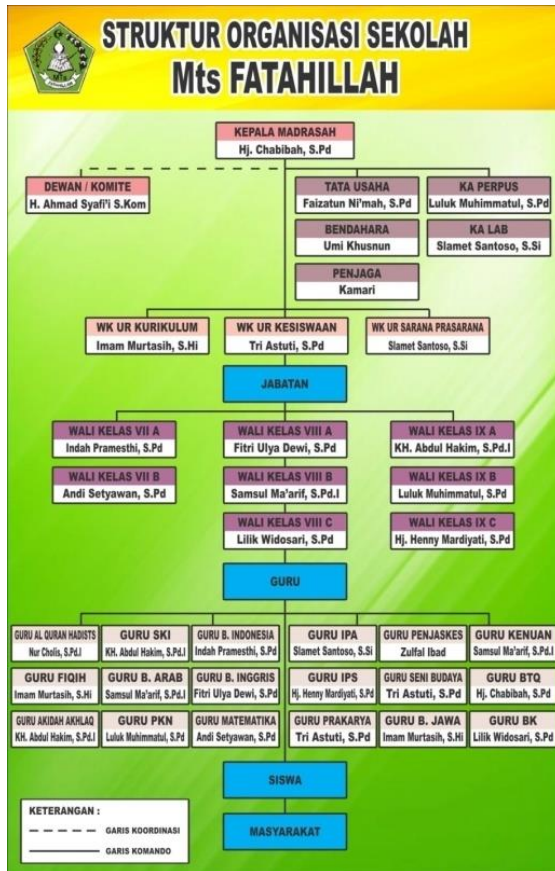 STRUKTUR ORGANISASI SEKOLAH
Mts FATAHILLAH
MTs
KEPALA MADRASAH
Hj. Chabibah, S.Pd
DEWAN / KOMITE
H. Ahmad Syafi'i S.Kom
TATA USAHA
Faizatun Ni'mah, S.Pd
KA PERPUS
Luluk Muhimmatul, S.Pd
BENDAHARA
Umi Khusnun
KA LAB
Slamet Santoso, S.Si
PENJAGA
Kamari
WK UR KURIKULUM
Imam Murtasih, S.Hi
WK UR KESISWAAN
Tri Astuti, S.Pd
WK UR SARANA PRASARANA
Slamet Santoso, S.Si
JABATAN
WALI KELAS VII A
Indah Pramesthi, S.Pd
WALI KELAS VIII A
Fitri Ulya Dewi, S.Pd
WALI KELAS IX A
KH. Abdul Hakim, S.Pd.I
WALI KELAS VII B
Andi Setyawan, S.Pd
WALI KELAS VIII B
Samsul Ma'arif, S.Pd.I
WALI KELAS IX B
Luluk Muhimmatul, S.Pd
WALI KELAS VIII C
Lilik Widosari, S.Pd
WALI KELAS IX C
Hj. Henny Mardiyati, S.Pd
GURU
GURU AL QURAN HADISTS
Nur Cholis, S.Pd.I
GURU SKI
KH. Abdul Hakim, S.Pd.I
GURU B. INDONESIA
Indah Pramesthi, S.Pd
GURU IPA
Slamet Santoso, S.Si
GURU PENJASKES
Zulfal Ibad
GURU KENUAN
Samsul Ma'arif, S.Pd.I
GURU FIQIH
Imam Murtasih, S.Hi
GURU B. ARAB
Samsul Ma'arif, S.Pd.I
GURU B. INGGRIS
Fitri Ulya Dewi, S.Pd
GURU IPS
Hj. Henny Mardiyati, S.Pd
GURU SENI BUDAYA
Tri Astuti, S.Pd
GURU BTQ
Hj. Chabibah, S.Pd
GURU AKIDAH AKHLAQ
KH. Abdul Hakim, S.Pd.I
GURU PKN
Luluk Muhimmatul, S.Pd
GURU MATEMATIKA
Andi Setyawan, S.Pd
GURU PRAKARYA
Tri Astuti, S.Pd
GURU B. JAWA
Imam Murtasih, S.Hi
GURU BK
Lilik Widosari, S.Pd
SISWA
MASYARAKAT
KETERANGAN :
GARIS KOORDINASI
GARIS KOMANDO